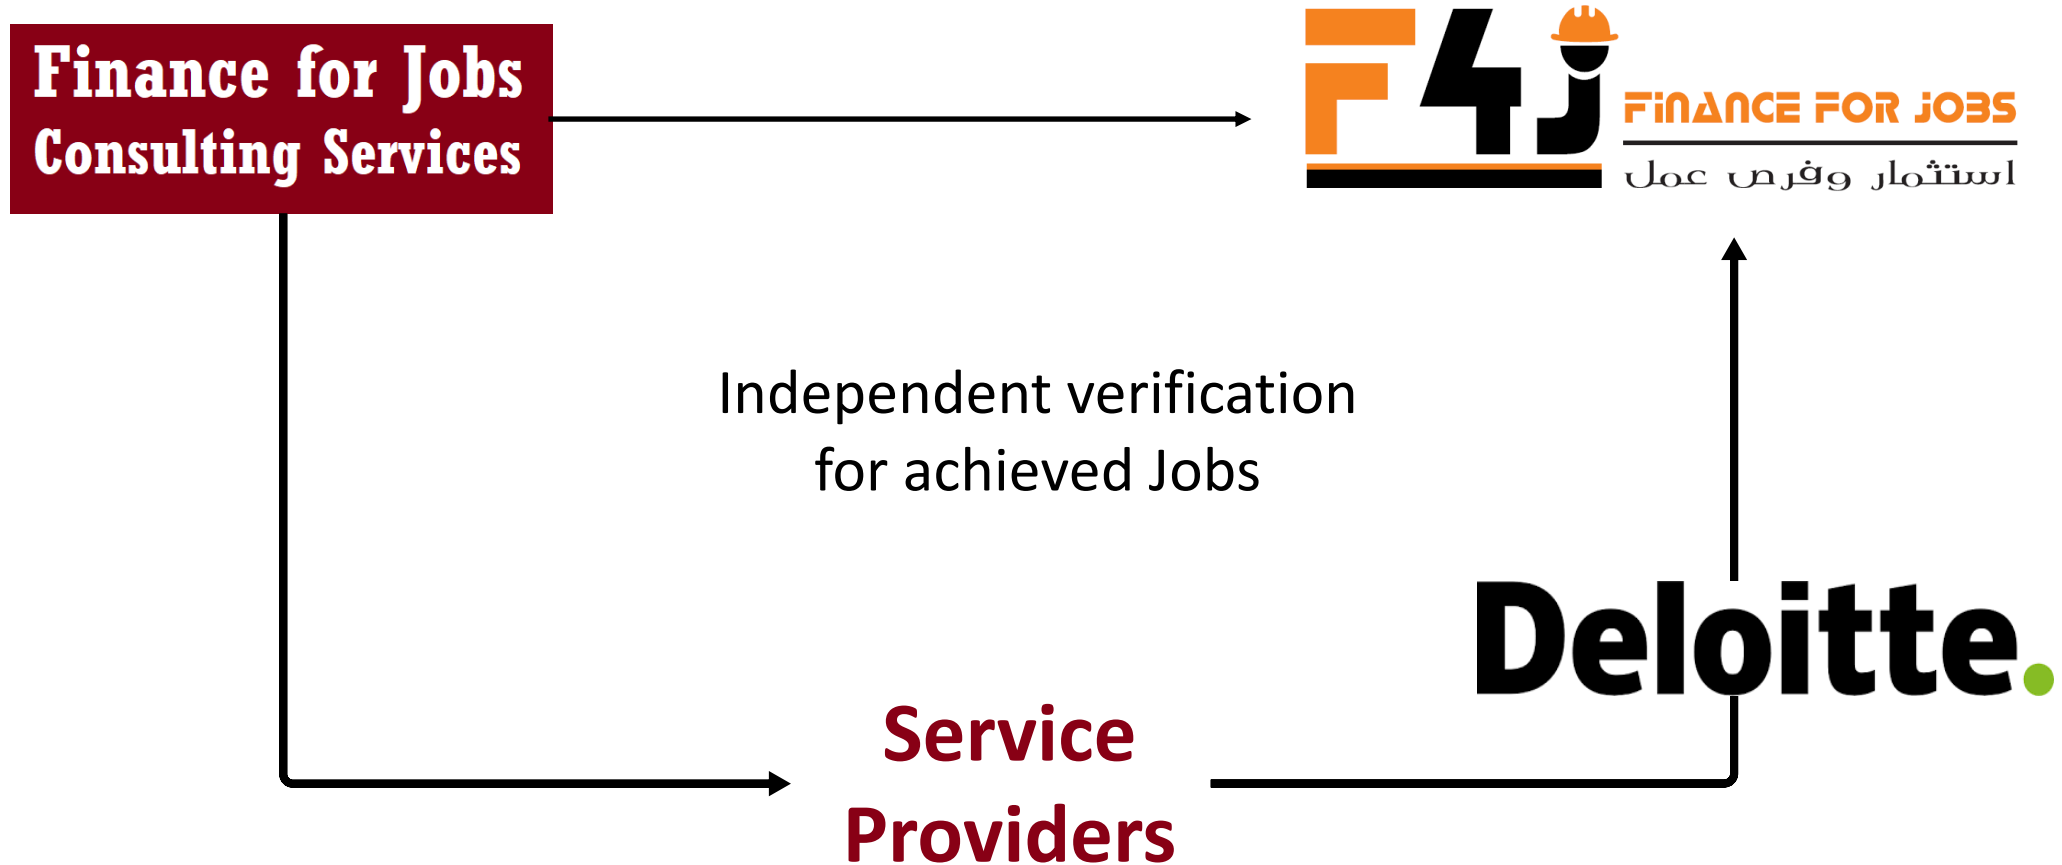 Finance for Jobs
Consulting Services
F4J
FINANCE FOR JOBS
استثمار وفرص عمل
Independent verification
for achieved Jobs
Deloitte.
Service
Providers